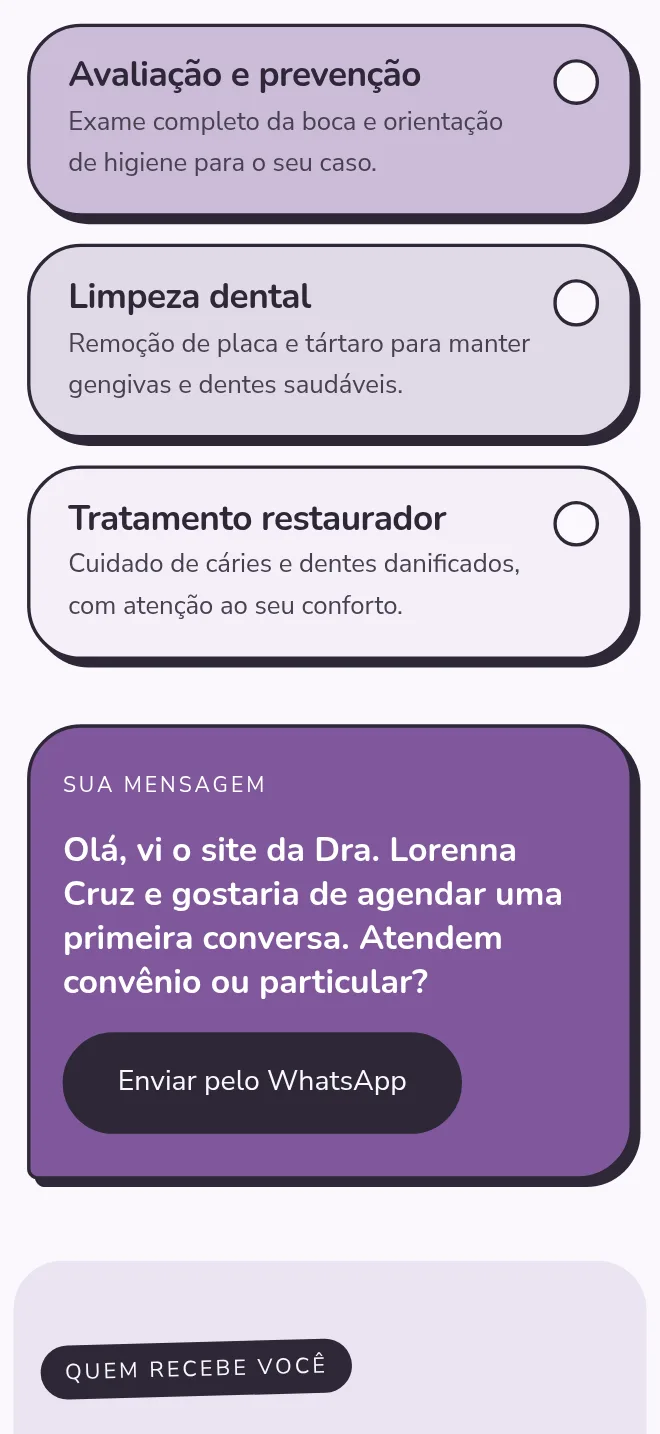 Avaliação e prevenção
Exame completo da boca e orientação
de higiene para o seu caso.
Limpeza dental
Remoção de placa e tártaro para manter
gengivas e dentes saudáveis.
Tratamento restaurador
Cuidado de cáries e dentes danificados,
com atenção ao seu conforto.
SUA MENSAGEM
Olá, vi o site da Dra. Lorenna
Cruz e gostaria de agendar uma
primeira conversa. Atendem
convênio ou particular?
Enviar pelo WhatsApp
QUEM RECEBE VOCÊ